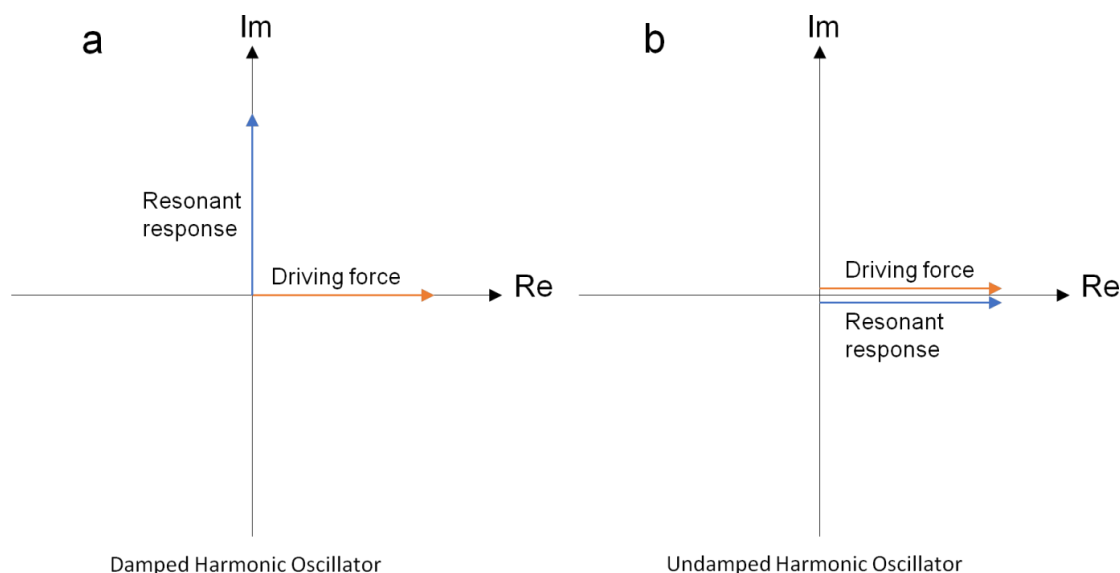 a
Im
Resonant
response
Driving force
Re
Damped Harmonic Oscillator
b
Im
Driving force
Re
Resonant
response
Undamped Harmonic Oscillator